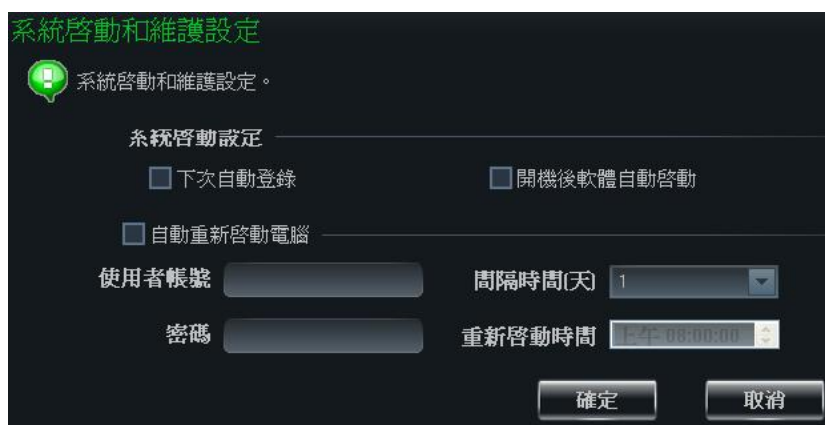 系統啓動和維護設定
系統啓動和維護設定。
系統啓動設定
下次自動登錄
開機後軟體自動啓動
自動重新啓動電腦
使用者帳號
間隔時間(天) 1
密碼
重新啓動時間 上午 08:00:00
確定 取消